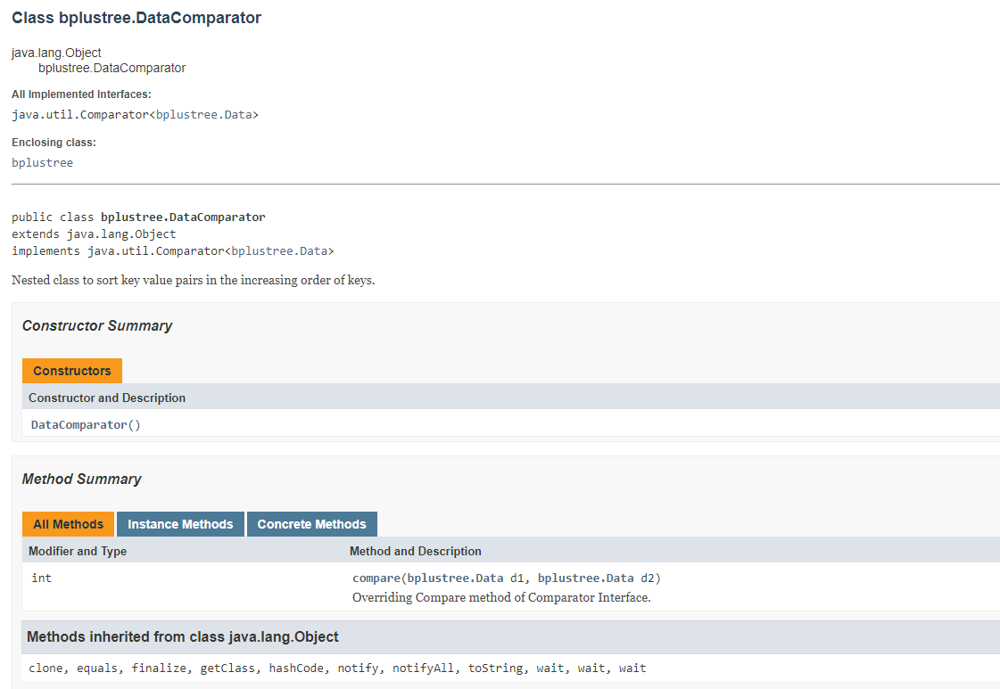 Class bplustree.DataComparator
java.lang.Object
bplustree.DataComparator
All Implemented Interfaces:
java.util.Comparator<bplustree.Data>
Enclosing class:
bplustree
public class bplustree.DataComparator
extends java.lang.Object
implements java.util.Comparator<bplustree.Data>
Nested class to sort key value pairs in the increasing order of keys.
Constructor Summary
Constructors
Constructor and Description
DataComparator()
Method Summary
All Methods Instance Methods Concrete Methods
Modifier and Type Method and Description
int compare(bplustree.Data d1, bplustree.Data d2)
Overriding Compare method of Comparator Interface.
Methods inherited from class java.lang.Object
clone, equals, finalize, getClass, hashCode, notify, notifyAll, toString, wait, wait, wait